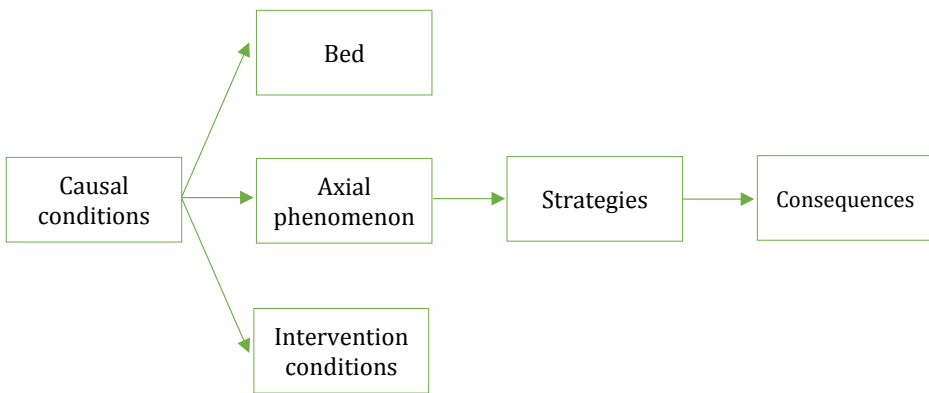 Bed
Causal
conditions
Axial
phenomenon
Strategies
Consequences
Intervention
conditions